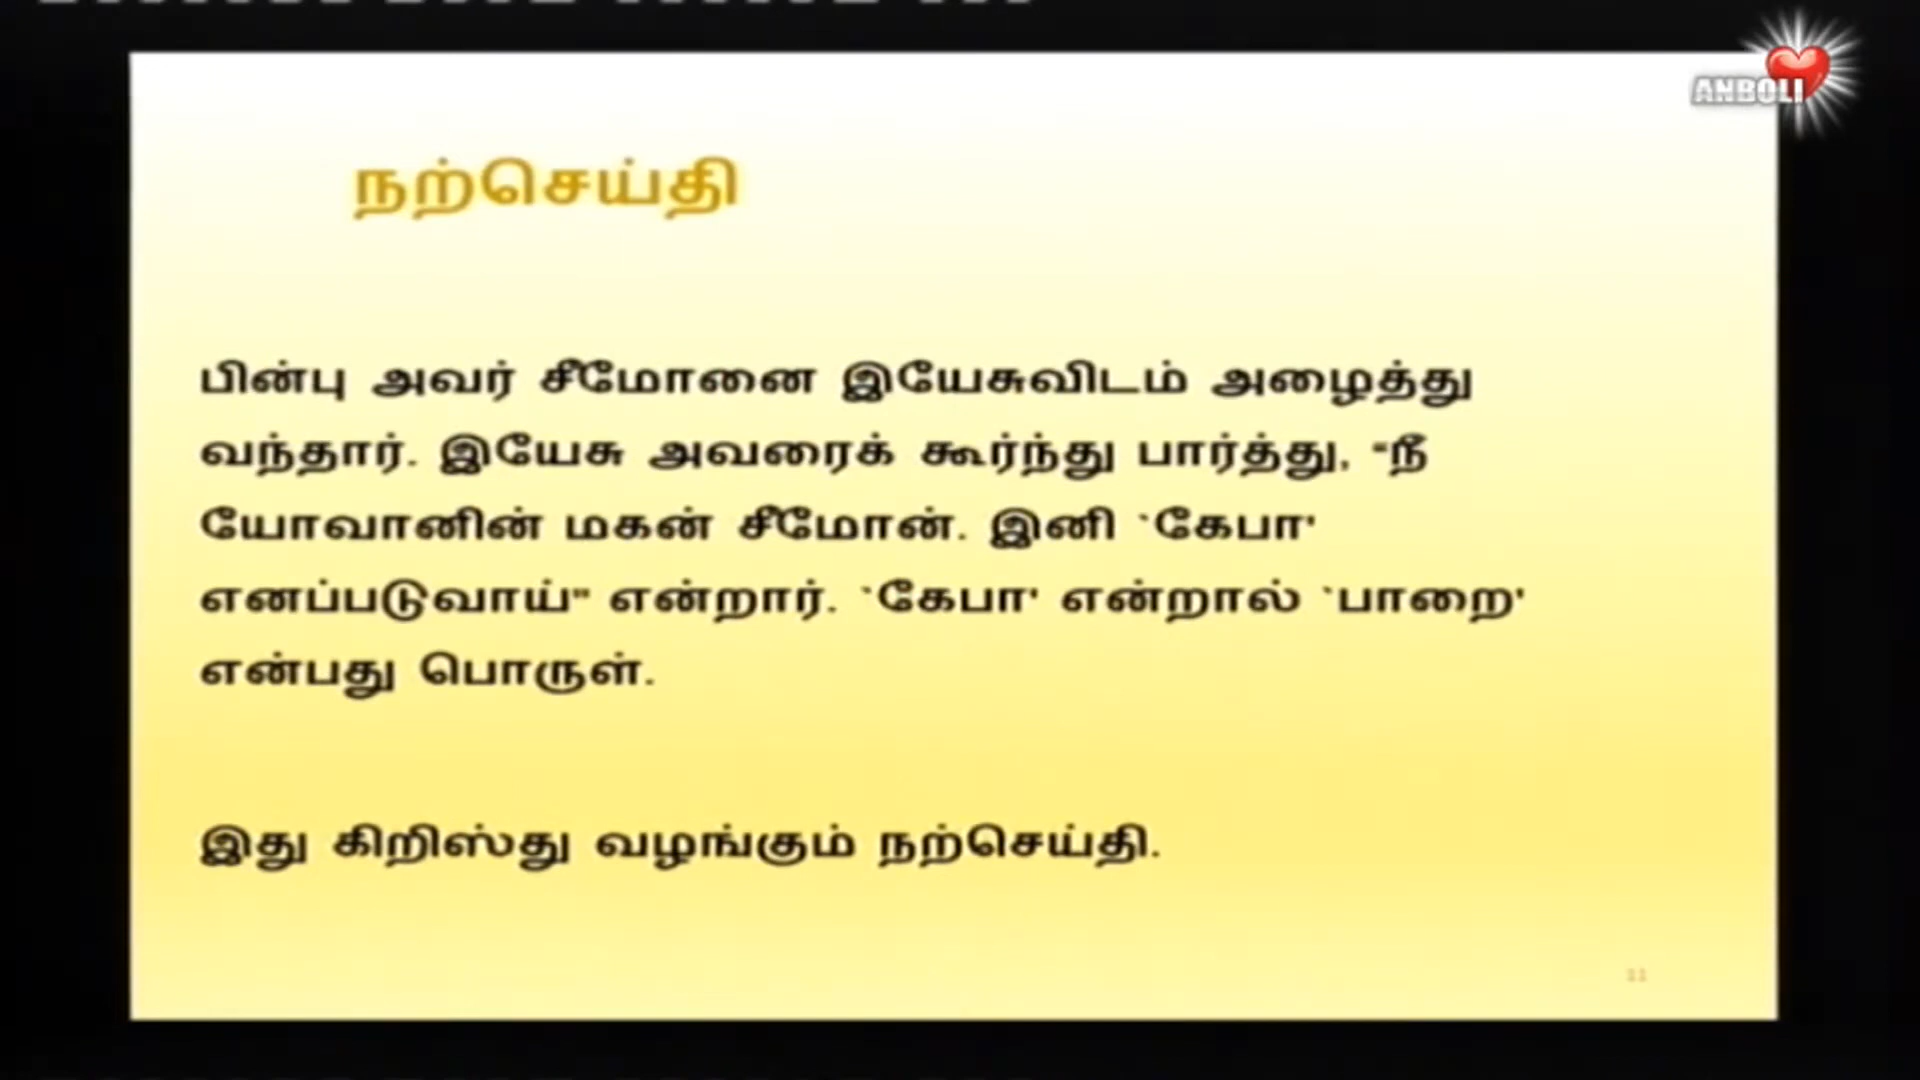 ANBOLI
நற்செய்தி
பின்பு அவர் சீமோனை இயேசுவிடம் அழைத்து
வந்தார். இயேசு அவரைக் கூர்ந்து பார்த்து, "நீ
யோவானின் மகன் சீமோன். இனி `கேபா'
எனப்படுவாய்" என்றார். `கேபா' என்றால் `பாறை'
என்பது பொருள்.
இது கிறிஸ்து வழங்கும் நற்செய்தி.
11